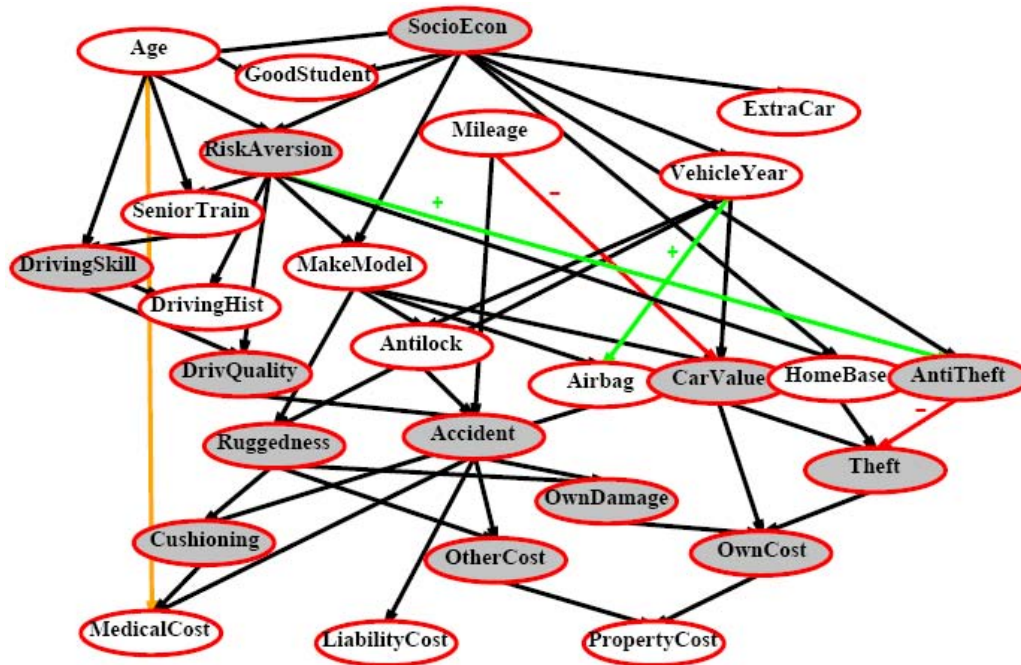 SocioEcon
Age
GoodStudent
ExtraCar
Mileage
RiskAversion
VehicleYear
+
−
SeniorTrain
+
DrivingSkill
MakeModel
DrivingHist
Antilock
DrivQuality
Airbag
CarValue
HomeBase
AntiTheft
−
Ruggedness
Accident
Theft
OwnDamage
Cushioning
OtherCost
OwnCost
MedicalCost
LiabilityCost
PropertyCost